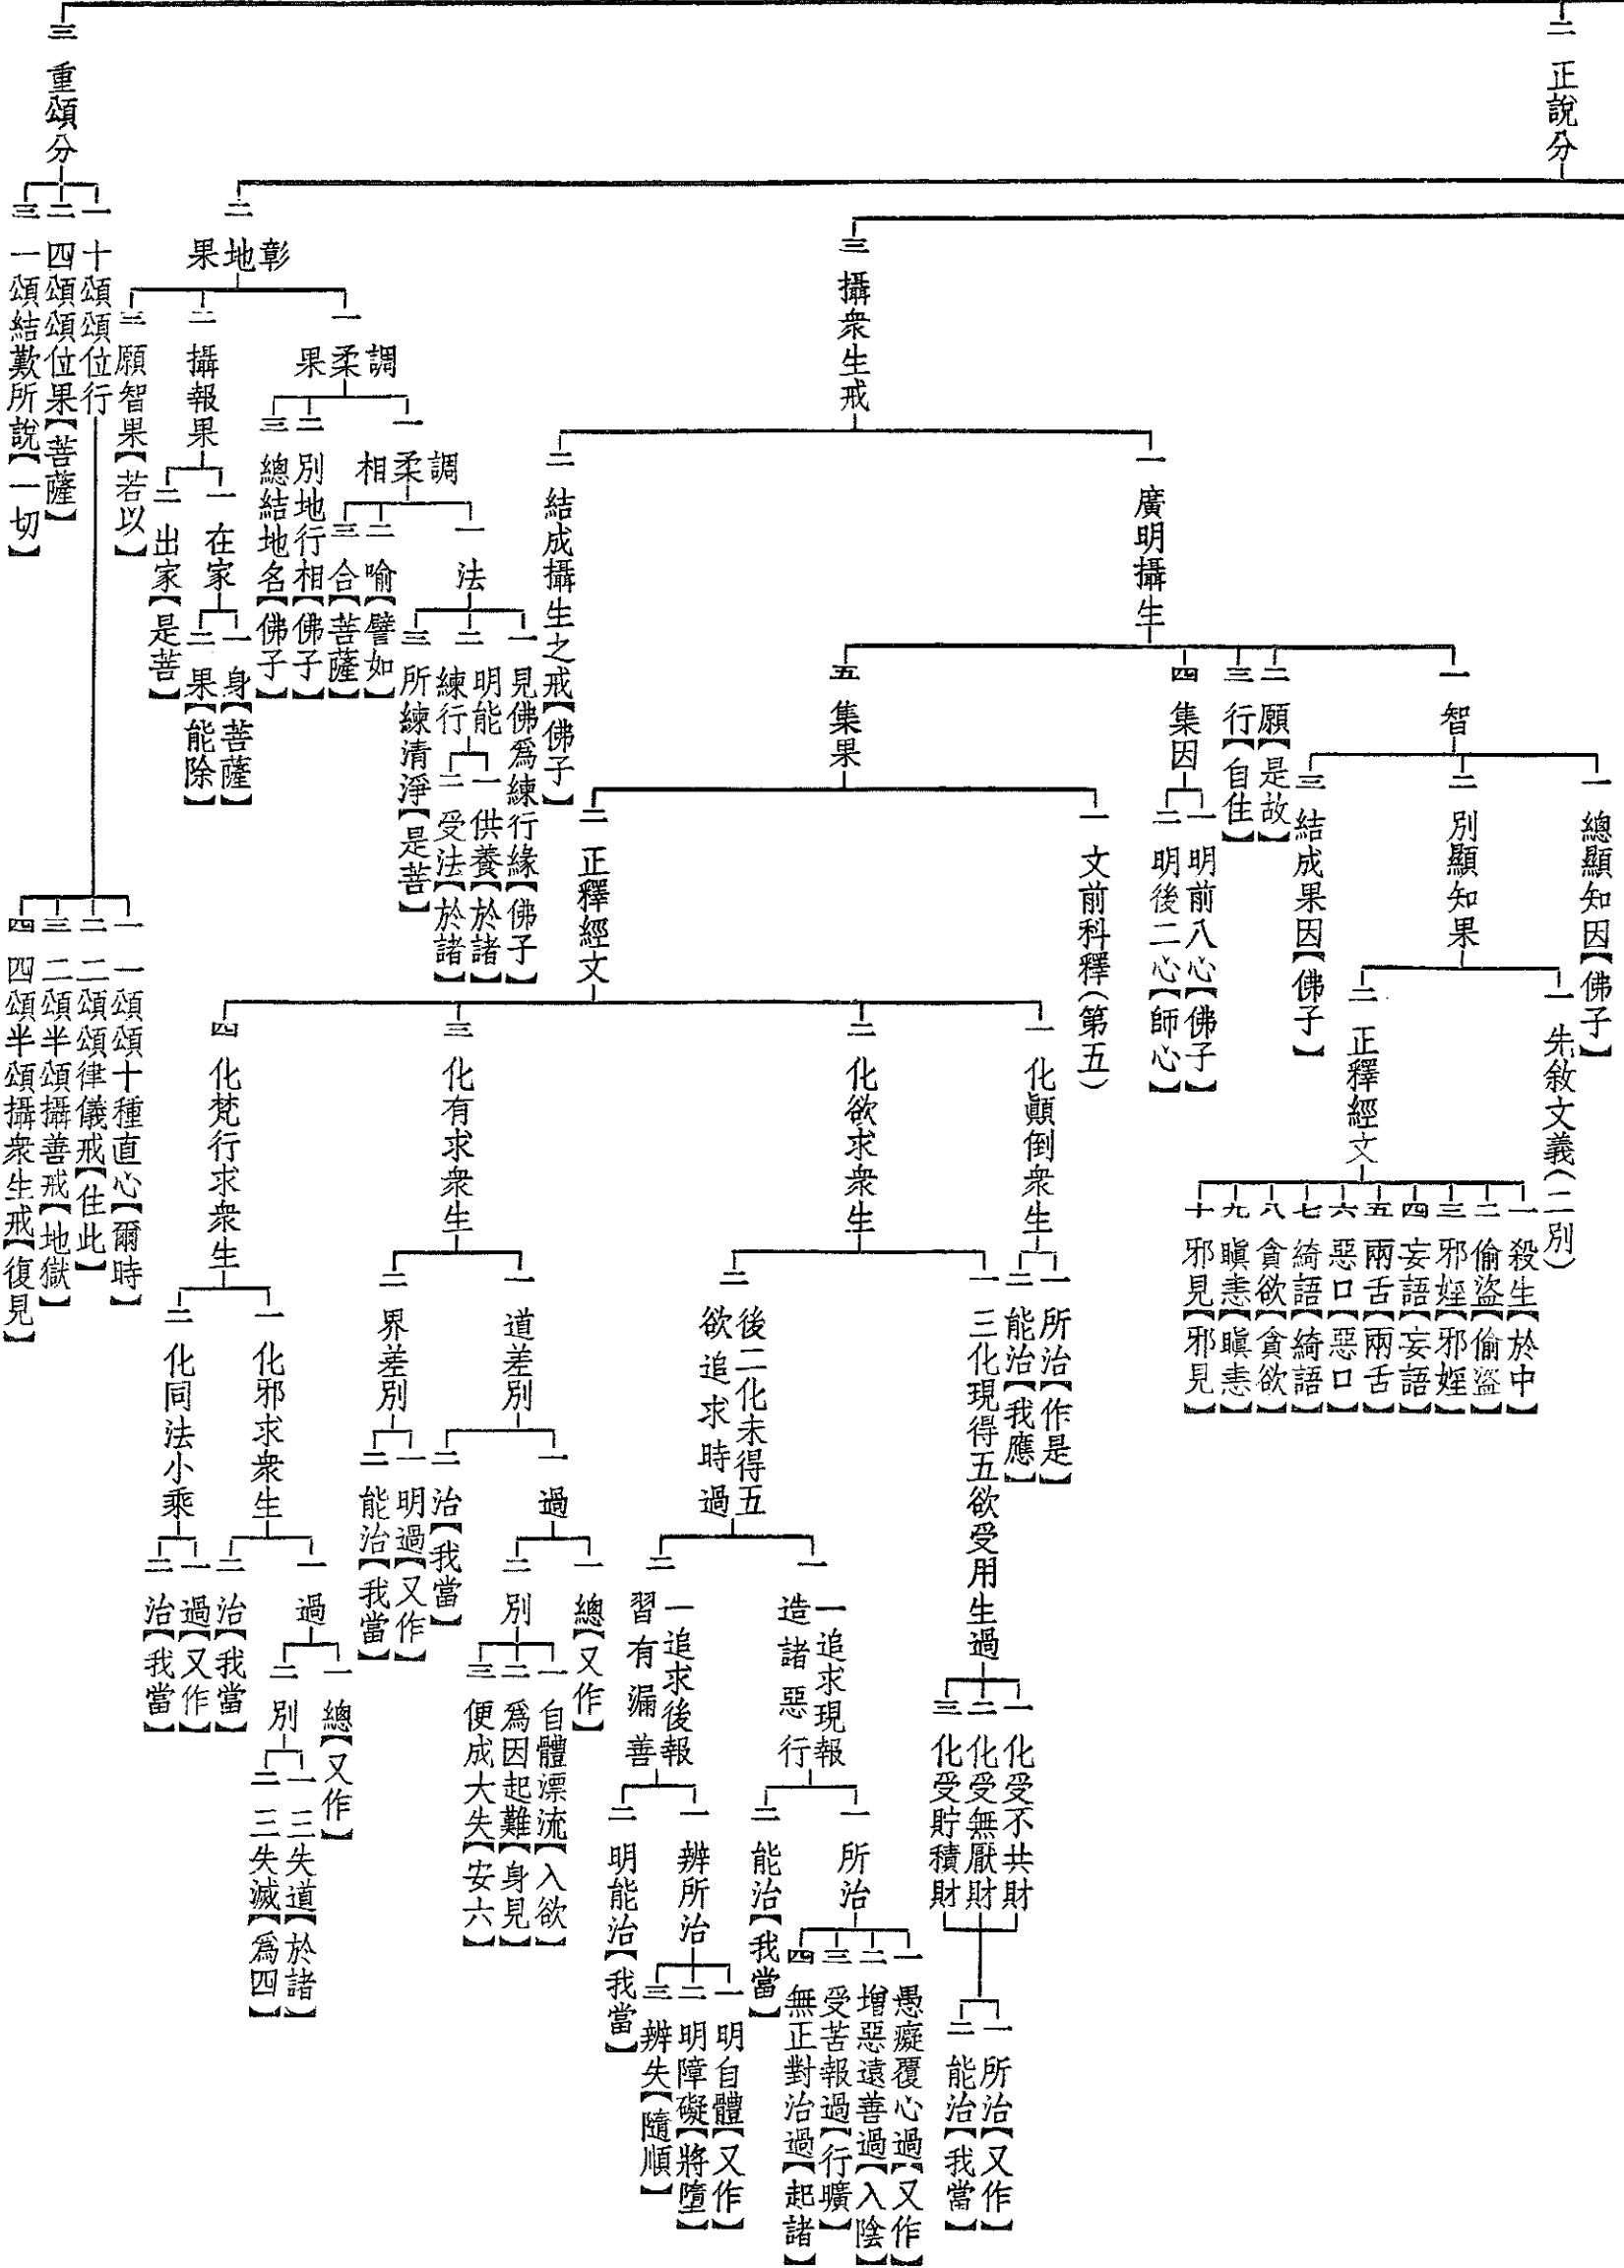 二 正說分
三 攝衆生戒
一 廣明攝生
一 智
一 總顯知因【佛子】
二 別顯知果
一 先敘文義(二別)
二 正釋經文
一 殺生【於中】
二 偷盜【偷盜】
三 邪婬【邪婬】
四 妄語【妄語】
五 兩舌【兩舌】
六 惡口【惡口】
七 綺語【綺語】
八 貪欲【貪欲】
九 瞋恚【瞋恚】
十 邪見【邪見】
三 結成果因【佛子】
二 願【是故】
三 行【自住】
四 集因
一 明前八心【佛子】
二 明後二心【師心】
五 集果
一 文前科釋(第五)
二 正釋經文
一 化顚倒衆生
一 所治【作是】
二 能治【我應】
二 化欲求衆生
一 三化現得五欲受用生過
一 化受不共財
二 化受無厭財
三 化受貯積財
一 所治【又作】
二 能治【我當】
二 後二化未得五欲追求時過
一 一追求現報造諸惡行
一 所治
一 愚癡覆心過【又作】
二 增惡遠善過【入陰】
三 受苦報過【行曠】
四 無正對治過【起諸】
二 能治【我當】
二 一追求後報習有漏善
一 辨所治
一 明自體【又作】
二 明障礙【將墮】
三 辨失【隨順】
二 明能治【我當】
三 化有求衆生
一 道差別
一 過
一 總【又作】
二 別
一 自體漂流【入欲】
二 爲因起難【身見】
三 便成大失【安六】
二 治【我當】
二 界差別
一 明過【又作】
二 能治【我當】
四 化梵行求衆生
一 化邪求衆生
一 過
一 總【又作】
二 別
一 三失道【於諸】
二 三失滅【爲四】
二 治【我當】
二 化同法小乘
一 過【又作】
二 治【我當】
二 結成攝生之戒【佛子】
二 彰地果
一 調柔果
一 調柔相
一 法
一 見佛爲練行緣【佛子】
二 明能練行
一 供養【於諸】
二 受法【於諸】
三 所練清淨【是菩】
二 喻【譬如】
三 合【菩薩】
二 別地行相【佛子】
三 總結地名【佛子】
二 攝報果
一 在家
一 身【菩薩】
二 果【能除】
二 出家【是菩】
三 願智果【若以】
三 重頌分
一 十頌頌位行
一 一頌頌十種直心【爾時】
二 二頌頌律儀戒【住此】
三 二頌半頌攝善戒【地獄】
四 四頌半頌攝衆生戒【復見】
二 四頌頌位果【菩薩】
三 一頌結歎所說【一切】